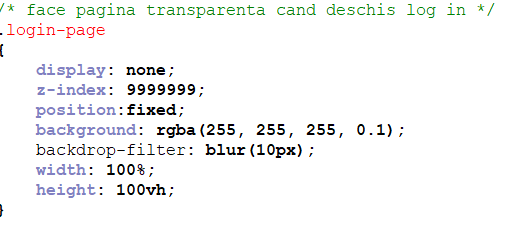 /* face pagina transparenta cand deschis log in */
.login-page
{
display: none;
z-index: 9999999;
position:fixed;
background: rgba(255, 255, 255, 0.1);
backdrop-filter: blur(10px);
width: 100%;
height: 100vh;
}